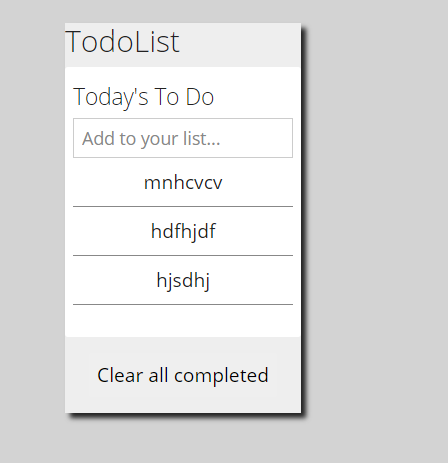 TodoList
Today's To Do
Add to your list...
mnhcvcv
hdfhjdf
hjsdhj
Clear all completed